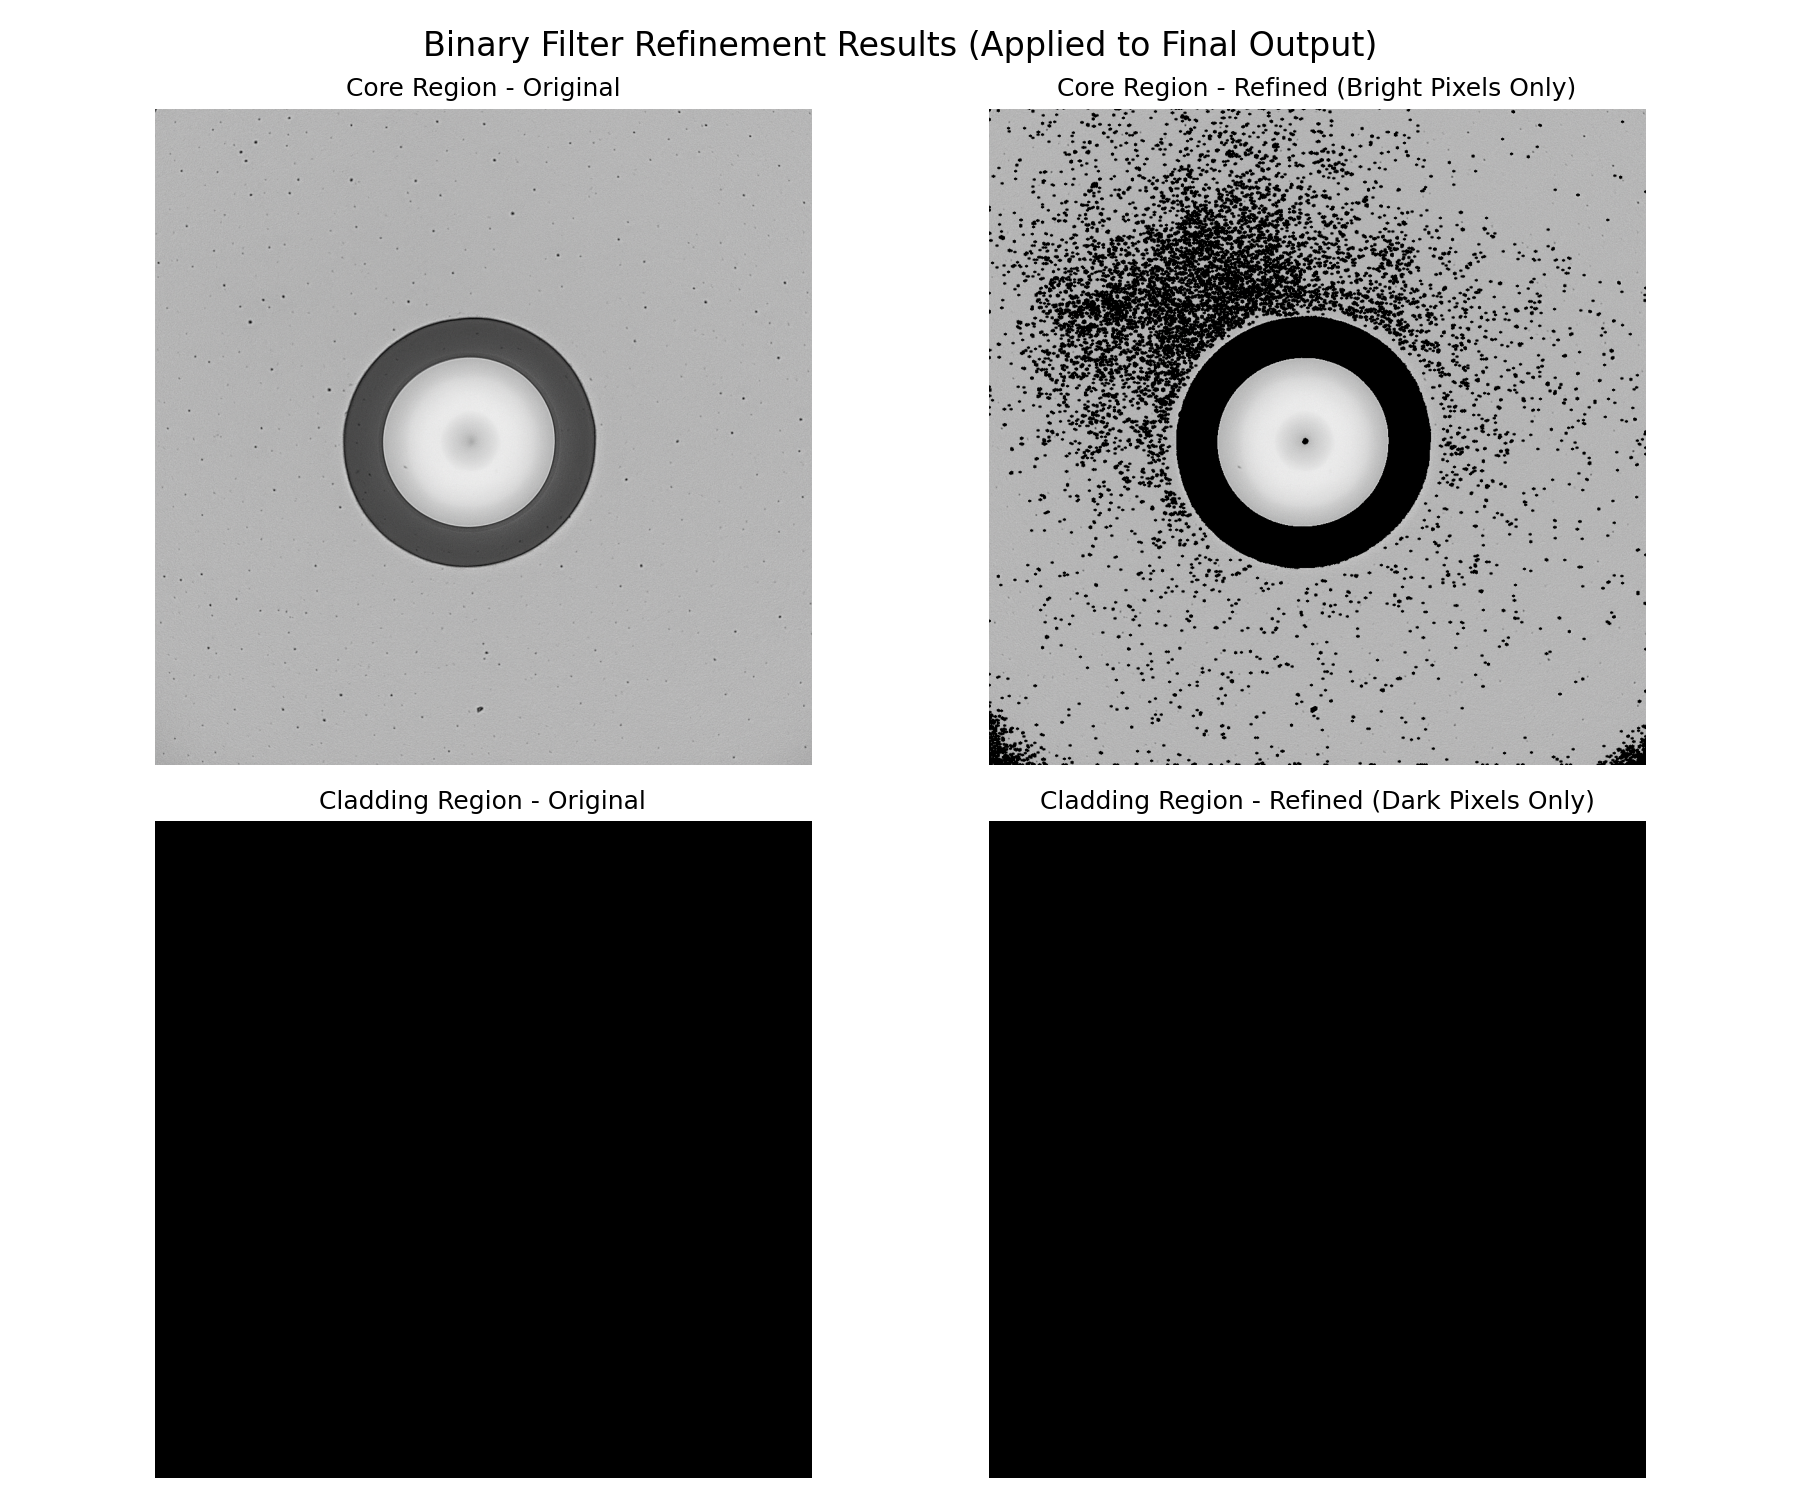 Binary Filter Refinement Results (Applied to Final Output)
Core Region - Original
Core Region - Refined (Bright Pixels Only)
Cladding Region - Original
Cladding Region - Refined (Dark Pixels Only)